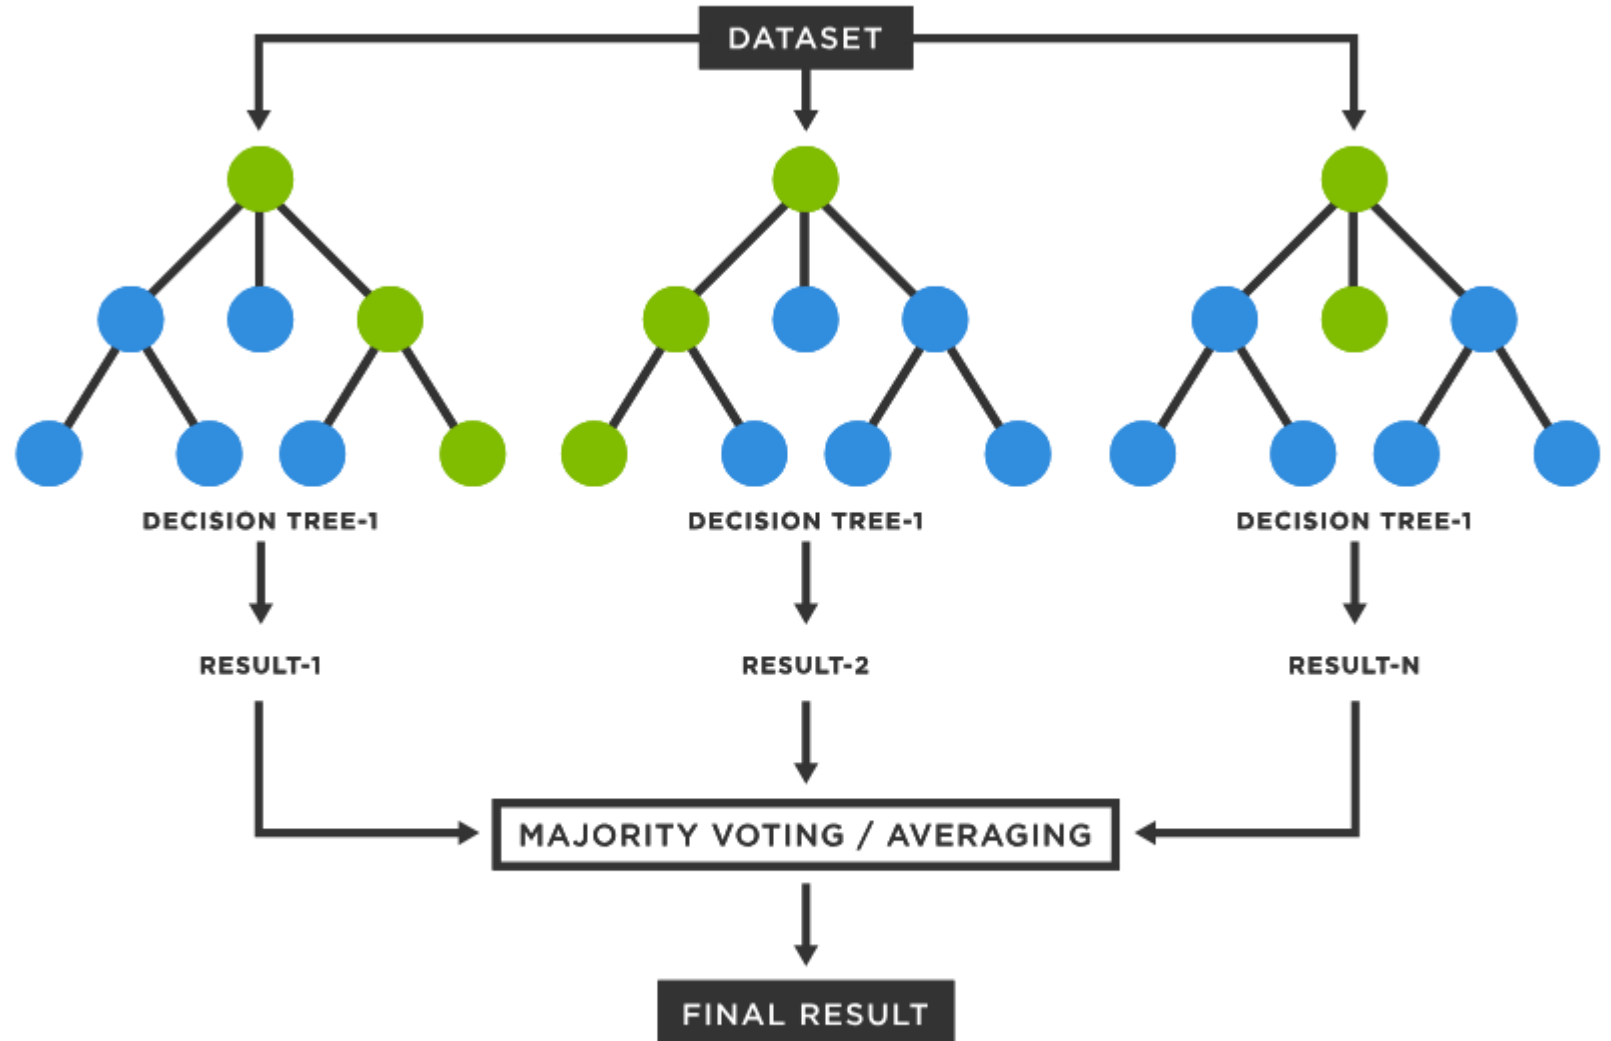 DATASET
DECISION TREE-1
DECISION TREE-1
DECISION TREE-1
RESULT-1
RESULT-2
RESULT-N
MAJORITY VOTING / AVERAGING
FINAL RESULT